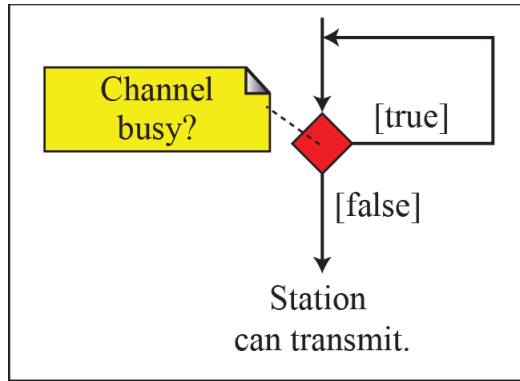 Channel
busy?
[true]
[false]
Station
can transmit.